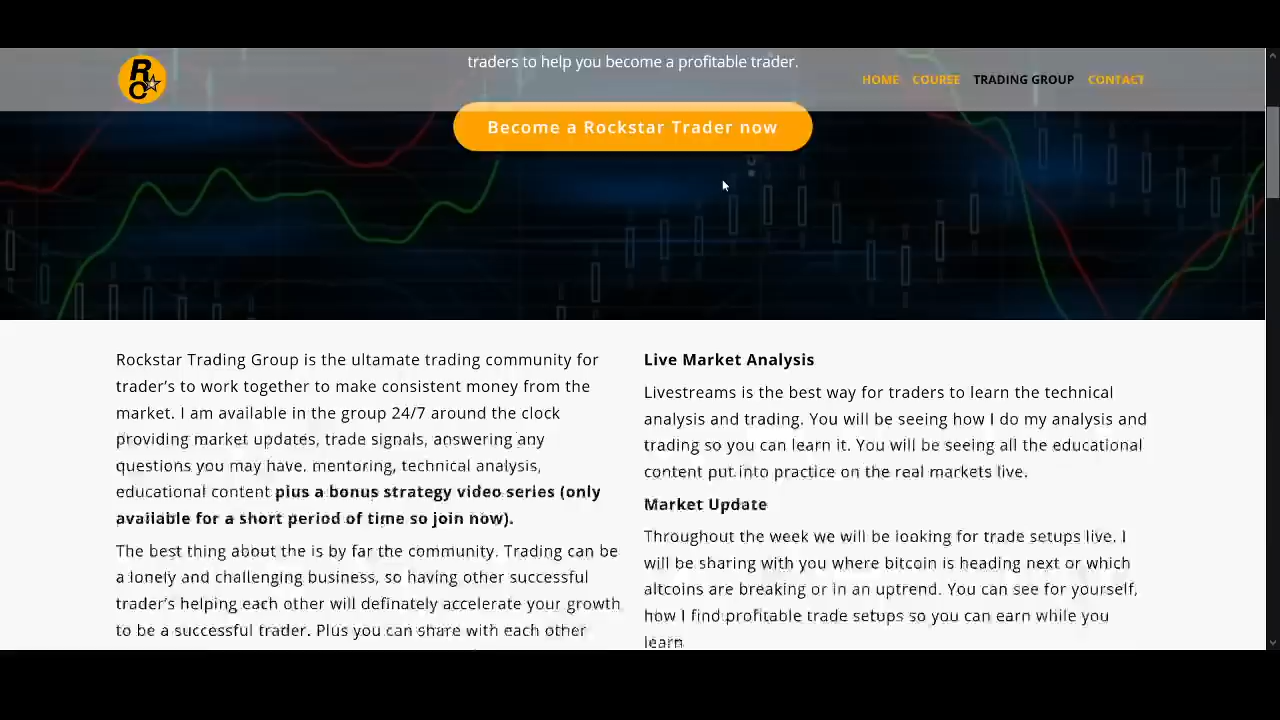 traders to help you become a profitable trader.
RC
HOME COURSE TRADING GROUP CONTACT
Become a Rockstar Trader now
Rockstar Trading Group is the ultamate trading community for
trader's to work together to make consistent money from the
market. I am available in the group 24/7 around the clock
providing market updates, trade signals, answering any
questions you may have. mentoring, technical analysis,
educational content plus a bonus strategy video series (only
available for a short period of time so join now).
The best thing about the is by far the community. Trading can be
a lonely and challenging business, so having other successful
trader's helping each other will definately accelerate your growth
to be a successful trader. Plus you can share with each other
Live Market Analysis
Livestreams is the best way for traders to learn the technical
analysis and trading. You will be seeing how I do my analysis and
trading so you can learn it. You will be seeing all the educational
content put into practice on the real markets live.
Market Update
Throughout the week we will be looking for trade setups live. I
will be sharing with you where bitcoin is heading next or which
altcoins are breaking or in an uptrend. You can see for yourself,
how I find profitable trade setups so you can earn while you
learn